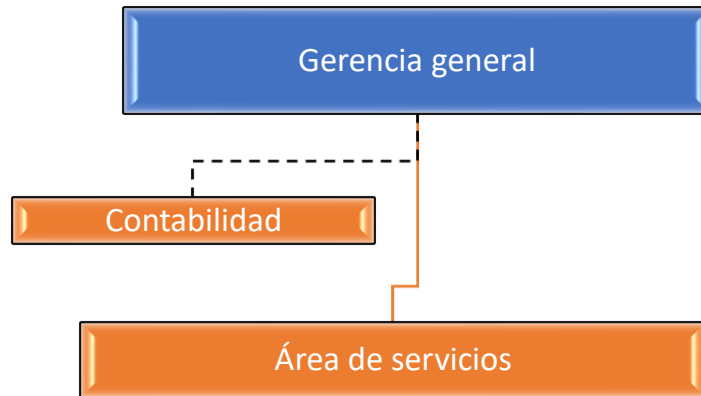 Gerencia general
Contabilidad
Área de servicios